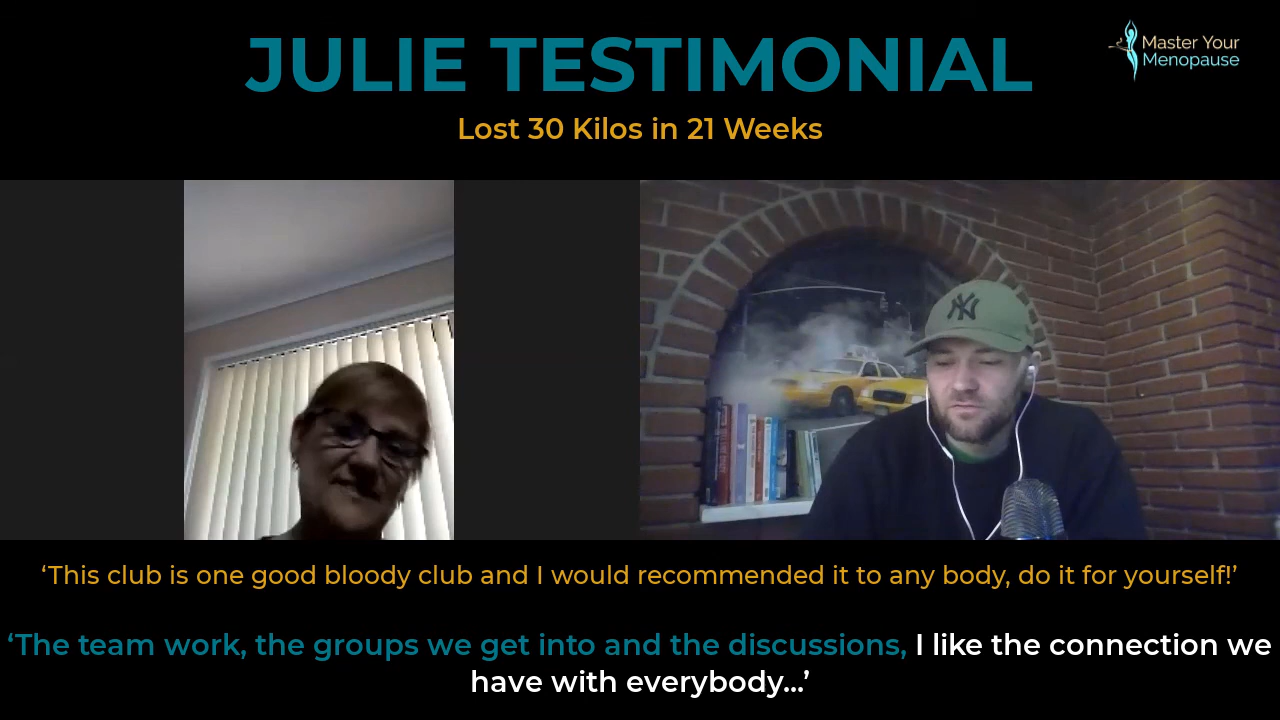 JULIE TESTIMONIAL
Master Your
Menopause
Lost 30 Kilos in 21 Weeks
NY
‘This club is one good bloody club and I would recommended it to any body, do it for yourself!’
‘The team work, the groups we get into and the discussions, I like the connection we
have with everybody...’